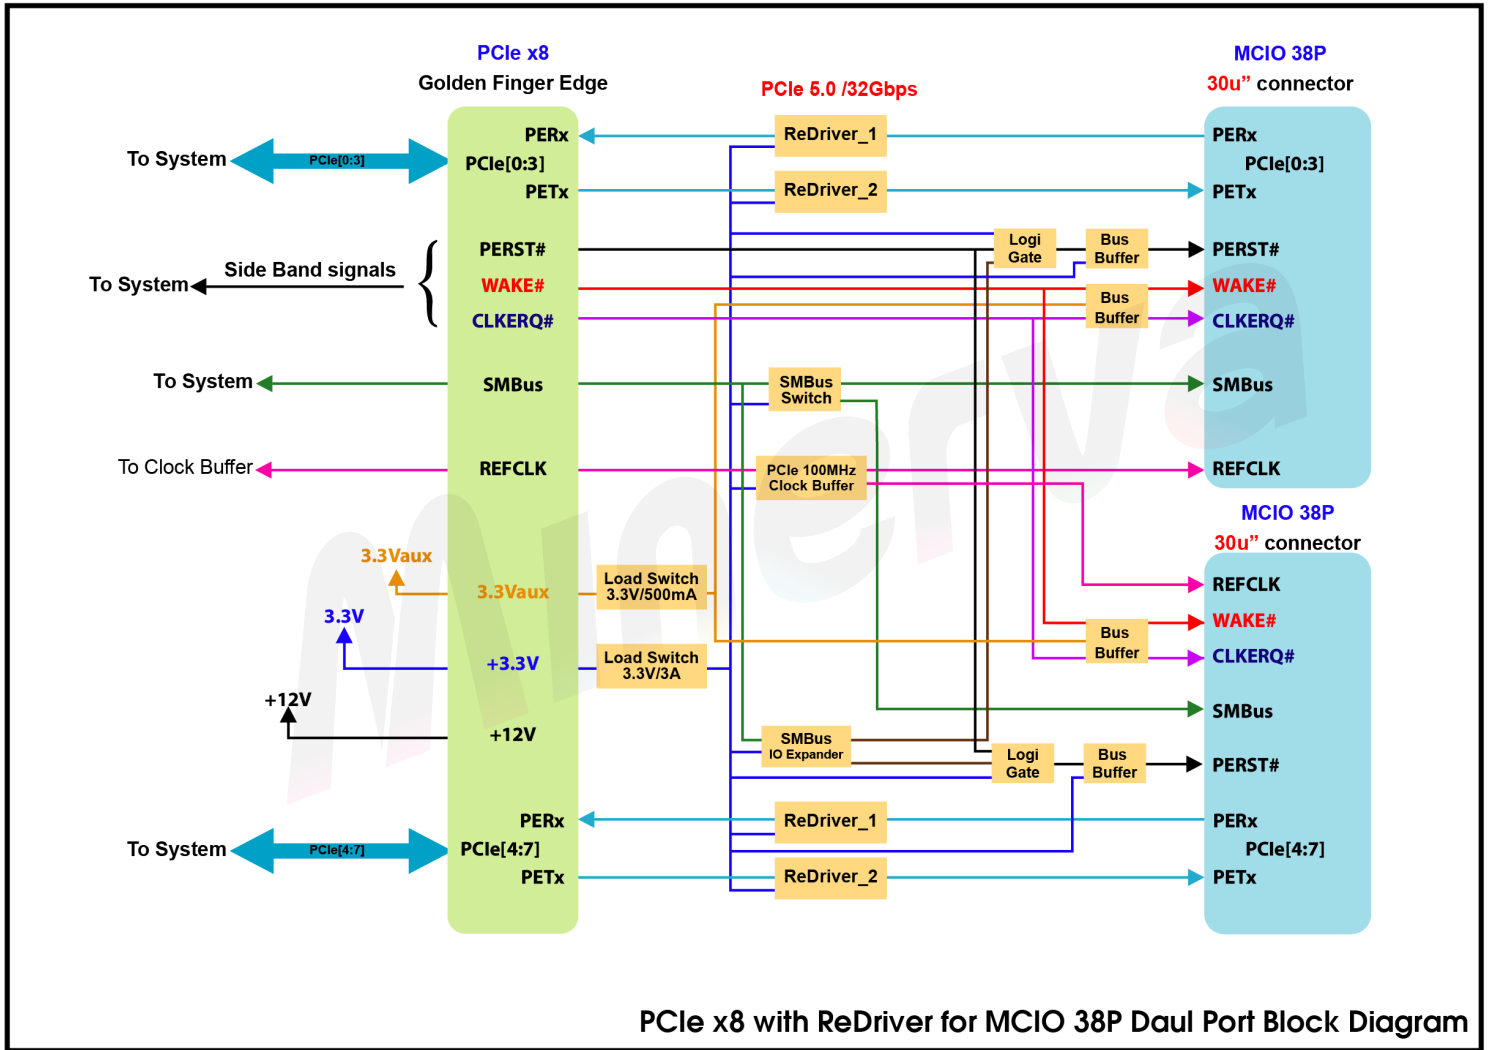 PCIe x8
Golden Finger Edge
PCIe 5.0 /32Gbps
MCIO 38P
30u” connector
To System
PCIe[0:3]
PERx
PCIe[0:3]
PETx
ReDriver_1
ReDriver_2
PERx
PCIe[0:3]
PETx
Side Band signals
To System
PERST#
WAKE#
CLKERQ#
Logi
Gate
Bus
Buffer
Bus
Buffer
PERST#
WAKE#
CLKERQ#
To System
SMBus
SMBus
Switch
SMBus
To Clock Buffer
REFCLK
PCIe 100MHz
Clock Buffer
REFCLK
Minerva
MCIO 38P
30u” connector
3.3Vaux
3.3Vaux
Load Switch
3.3V/500mA
REFCLK
3.3V
+3.3V
Load Switch
3.3V/3A
WAKE#
Bus
Buffer
CLKERQ#
+12V
+12V
SMBus
IO Expander
SMBus
Logi
Gate
Bus
Buffer
PERST#
To System
PCIe[4:7]
PERx
PCIe[4:7]
PETx
ReDriver_1
ReDriver_2
PERx
PCIe[4:7]
PETx
PCIe x8 with ReDriver for MCIO 38P Daul Port Block Diagram